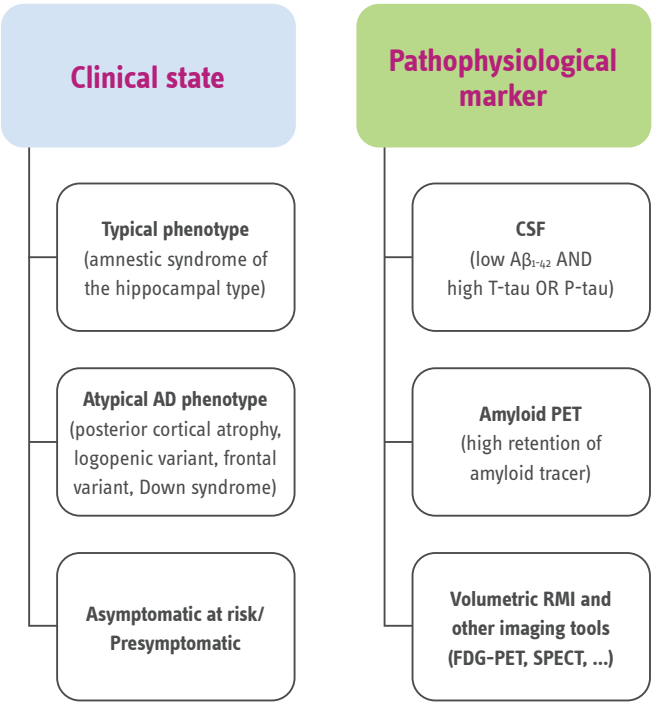 Clinical state
Typical phenotype
(amnestic syndrome of
the hippocampal type)
Atypical AD phenotype
(posterior cortical atrophy,
logopenic variant, frontal
variant, Down syndrome)
Asymptomatic at risk/
Presymptomatic
Pathophysiological
marker
CSF
(low Aβ₁₋₄₂ AND
high T-tau OR P-tau)
Amyloid PET
(high retention of
amyloid tracer)
Volumetric RMI and
other imaging tools
(FDG-PET, SPECT, ...)